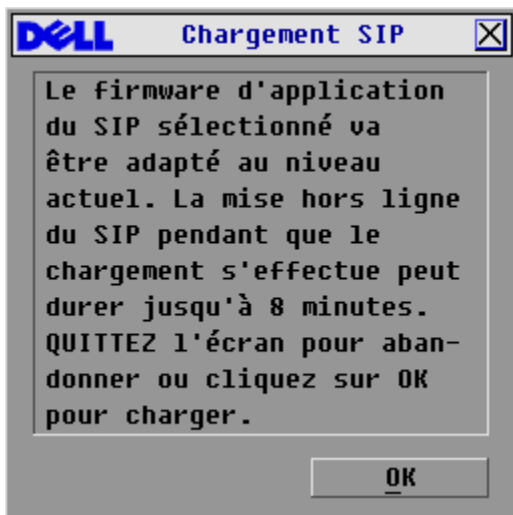 DELL Chargement SIP
Le firmware d'application
du SIP sélectionné va
être adapté au niveau
actuel. La mise hors ligne
du SIP pendant que le
chargement s'effectue peut
durer jusqu'à 8 minutes.
QUITTEZ l'écran pour aban-
donner ou cliquez sur OK
pour charger.
OK